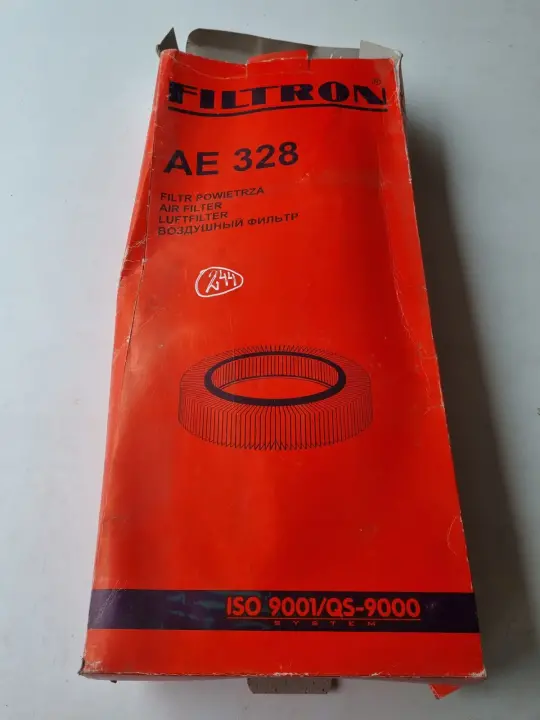 FILTRON®
AE 328
FILTR POWIETRZA
AIR FILTER
LUFTFILTER
ВОЗДУШНЫЙ ФИЛЬТР
244
ISO 9001/QS-9000
SYSTEM